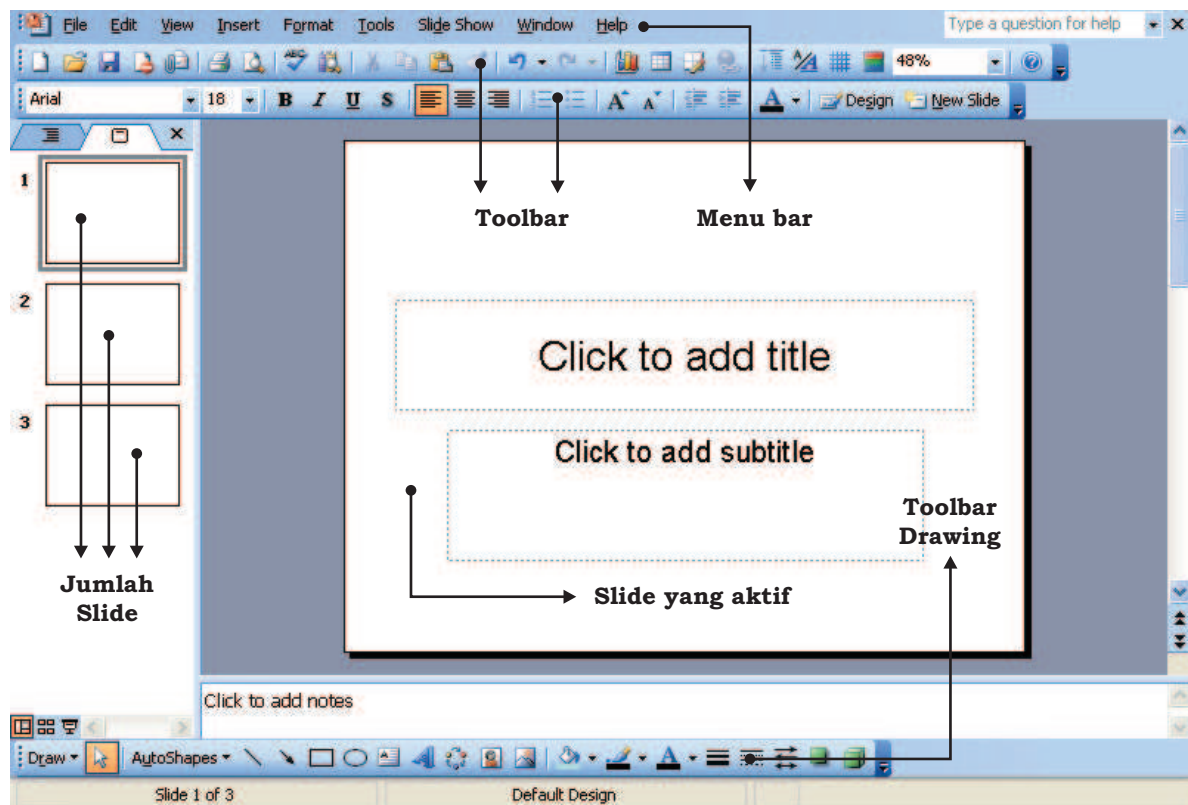 File Edit View Insert Format Tools Slide Show Window Help Type a question for help
48%
Arial 18 B I U S A A A Design New Slide
1
2
3
Toolbar
Menu bar
Click to add title
Click to add subtitle
Toolbar
Drawing
Jumlah
Slide
Slide yang aktif
Click to add notes
Draw AutoShapes A
Slide 1 of 3 Default Design